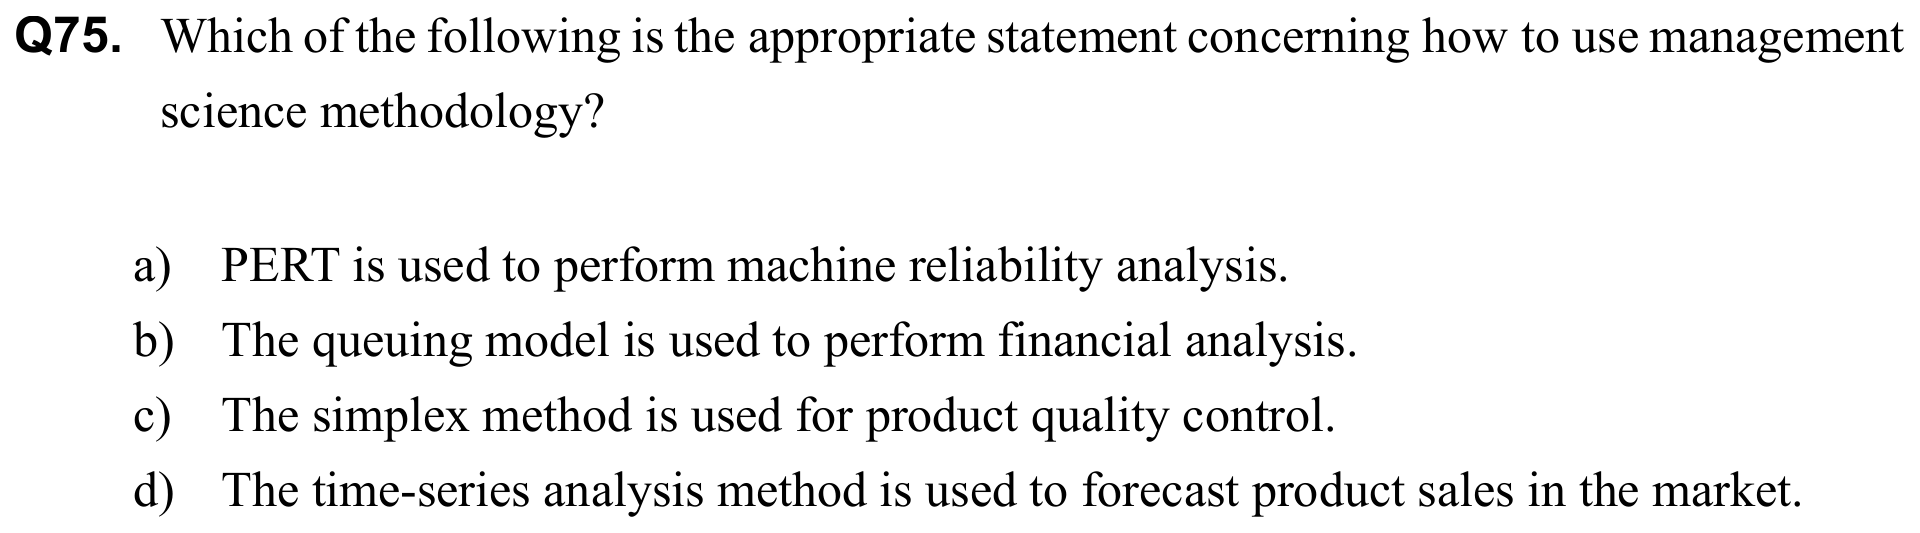 Q75. Which of the following is the appropriate statement concerning how to use management
science methodology?
a) PERT is used to perform machine reliability analysis.
b) The queuing model is used to perform financial analysis.
c) The simplex method is used for product quality control.
d) The time-series analysis method is used to forecast product sales in the market.